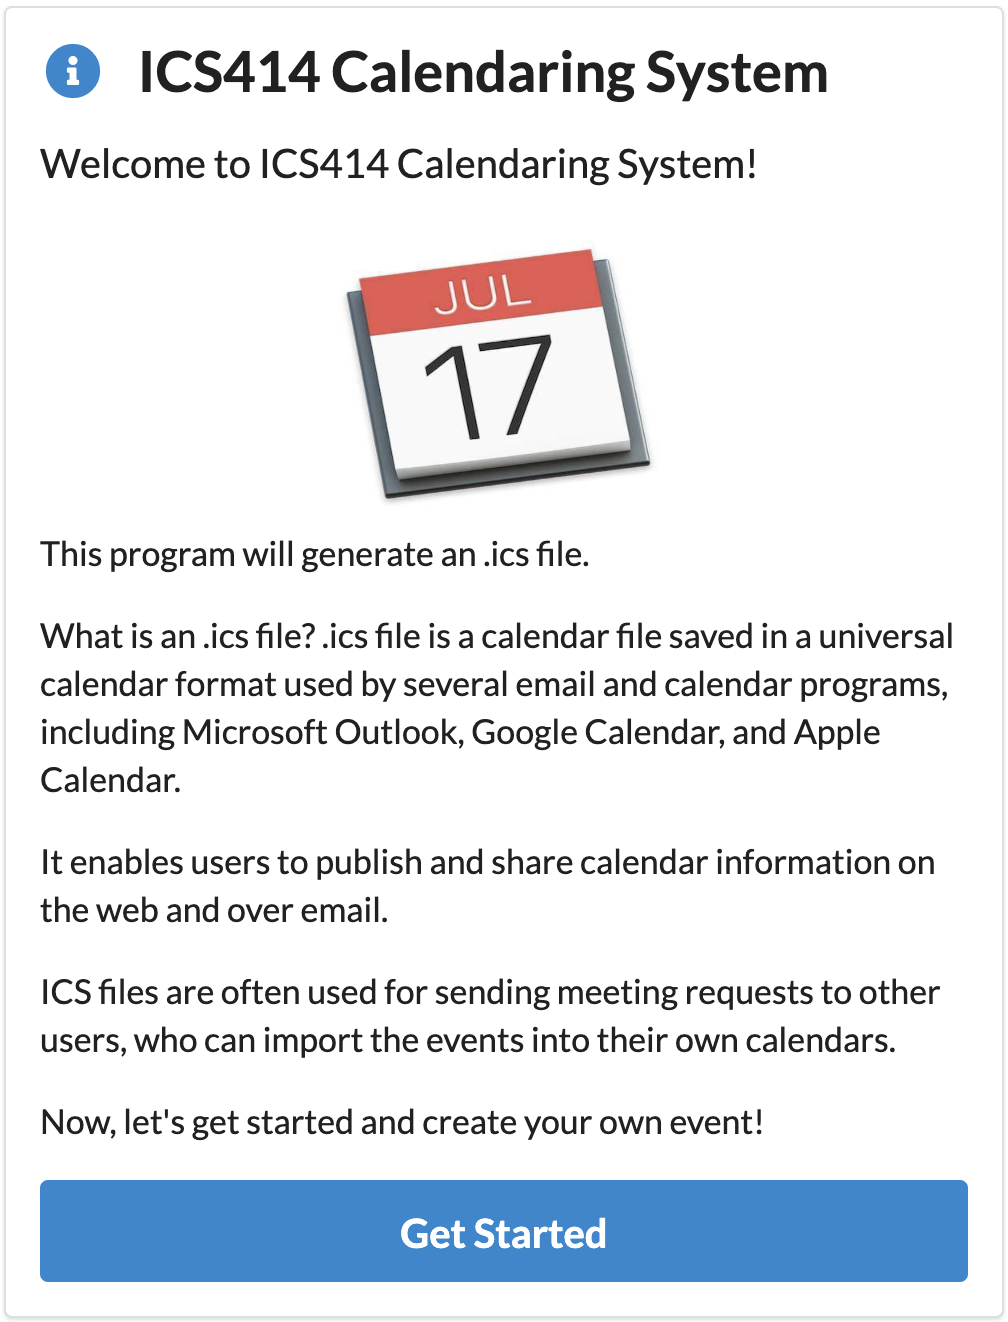 ICS414 Calendaring System
Welcome to ICS414 Calendaring System!
JUL
17
This program will generate an .ics file.
What is an .ics file? .ics file is a calendar file saved in a universal
calendar format used by several email and calendar programs,
including Microsoft Outlook, Google Calendar, and Apple
Calendar.
It enables users to publish and share calendar information on
the web and over email.
ICS files are often used for sending meeting requests to other
users, who can import the events into their own calendars.
Now, let's get started and create your own event!
Get Started